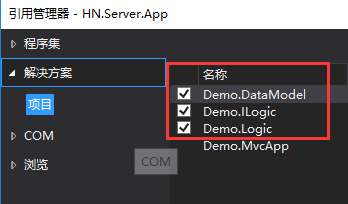 引用管理器 - HN.Server.App
程序集
解决方案
项目
COM
浏览
COM
名称
Demo.DataModel
Demo.ILogic
Demo.Logic
Demo.MvcApp